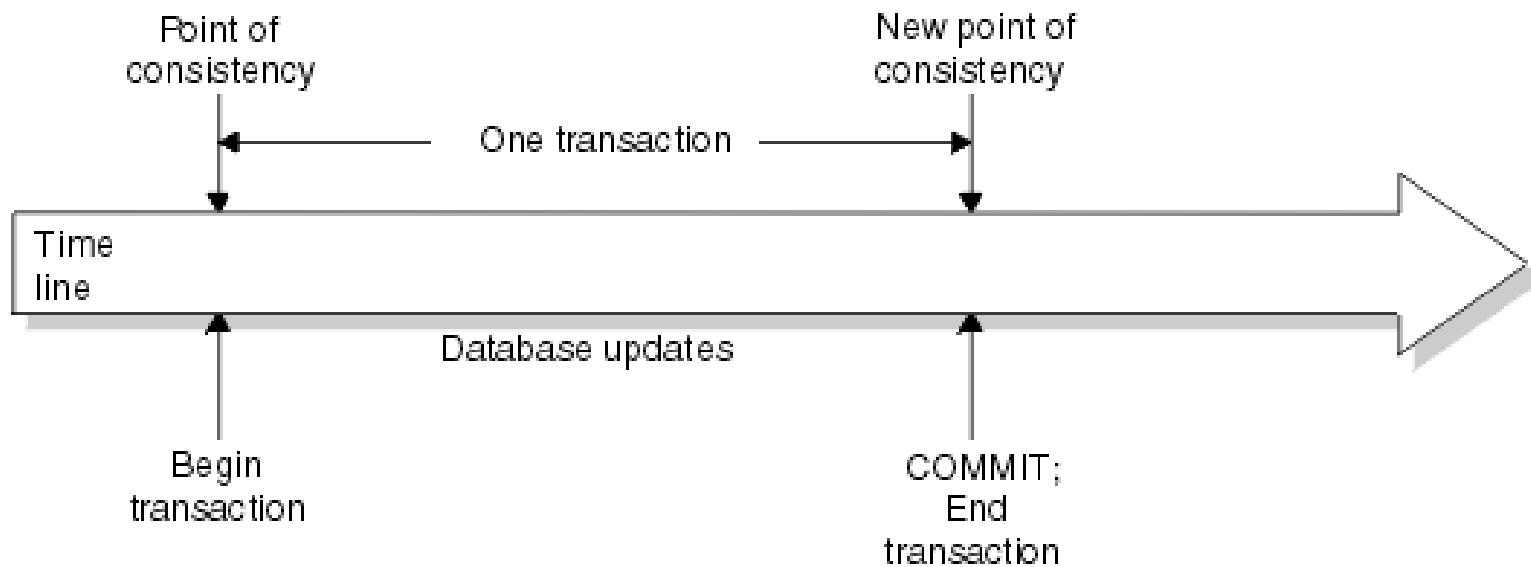 Point of
consistency
New point of
consistency
One transaction
Time
line
Database updates
Begin
transaction
COMMIT;
End
transaction